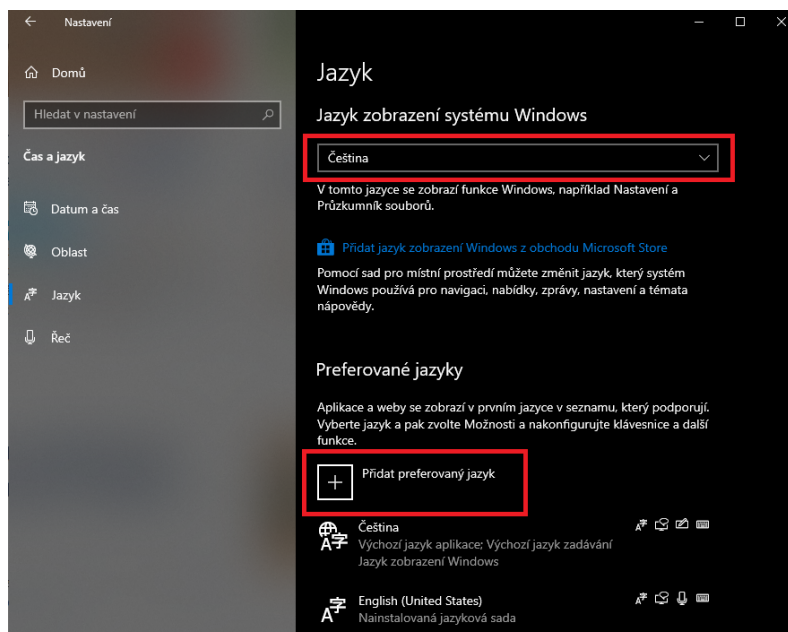 Nastavení
Domů
Hledat v nastavení
Čas a jazyk
Datum a čas
Oblast
Jazyk
Řeč
Jazyk
Jazyk zobrazení systému Windows
Čeština
V tomto jazyce se zobrazí funkce Windows, například Nastavení a
Průzkumník souborů.
Přidat jazyk zobrazení Windows z obchodu Microsoft Store
Pomocí sad pro místní prostředí můžete změnit jazyk, který systém
Windows používá pro navigaci, nabídky, zprávy, nastavení a témata
nápovědy.
Preferované jazyky
Aplikace a weby se zobrazí v prvním jazyce v seznamu, který podporují.
Vyberte jazyk a pak zvolte Možnosti a nakonfigurujte klávesnice a další
funkce.
Přidat preferovaný jazyk
Čeština
Výchozí jazyk aplikace; Výchozí jazyk zadávání
Jazyk zobrazení Windows
English (United States)
Nainstalovaná jazyková sada